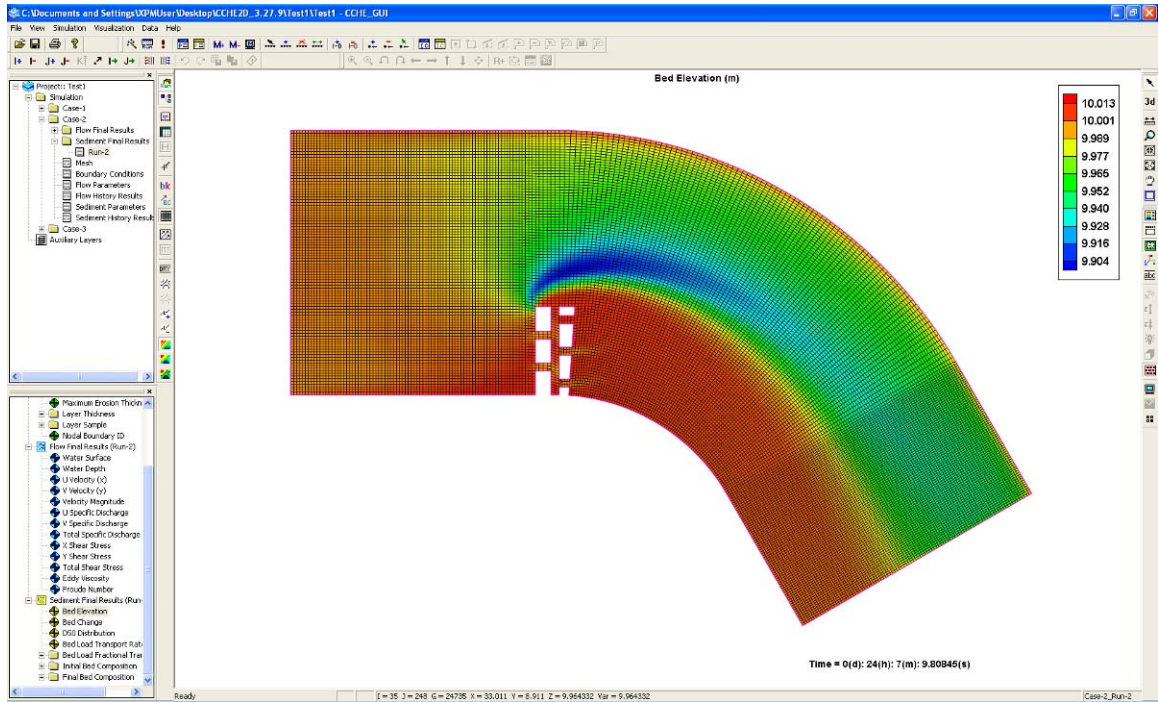 C:\Documents and Settings\XPMUser\Desktop\CCHE2D_3.27.9\Test1\Test1 - CCHE_GUI
File View Simulation Visualization Data Help
Project:: Test1
Simulation
Case-1
Case-2
Flow Final Results
Sediment Final Results
Run-2
Mesh
Boundary Conditions
Flow Parameters
Flow History Results
Sediment Parameters
Sediment History Result
Case-3
Auxiliary Layers
Maximum Erosion Thickn
Layer Thickness
Layer Sample
Nodal Boundary ID
Flow Final Results (Run-2)
Water Surface
Water Depth
U Velocity (x)
V Velocity (y)
Velocity Magnitude
U Specific Discharge
V Specific Discharge
Total Specific Discharge
X Shear Stress
Y Shear Stress
Total Shear Stress
Eddy Viscosity
Froude Number
Sediment Final Results (Run-
Bed Elevation
Bed Change
D50 Distribution
Bed Load Transport Rat
Bed Load Fractional Tran
Initial Bed Composition
Final Bed Composition
bk
Bed Elevation (m)
10.013
10.001
9.989
9.977
9.965
9.952
9.940
9.928
9.916
9.904
3d
abc
Time = 0(d): 24(h): 7(m): 9.80845(s)
Ready
I = 35 J = 248 G = 24735 X = 33.011 Y = 8.911 Z = 9.964332 Var = 9.964332
Case-2_Run-2